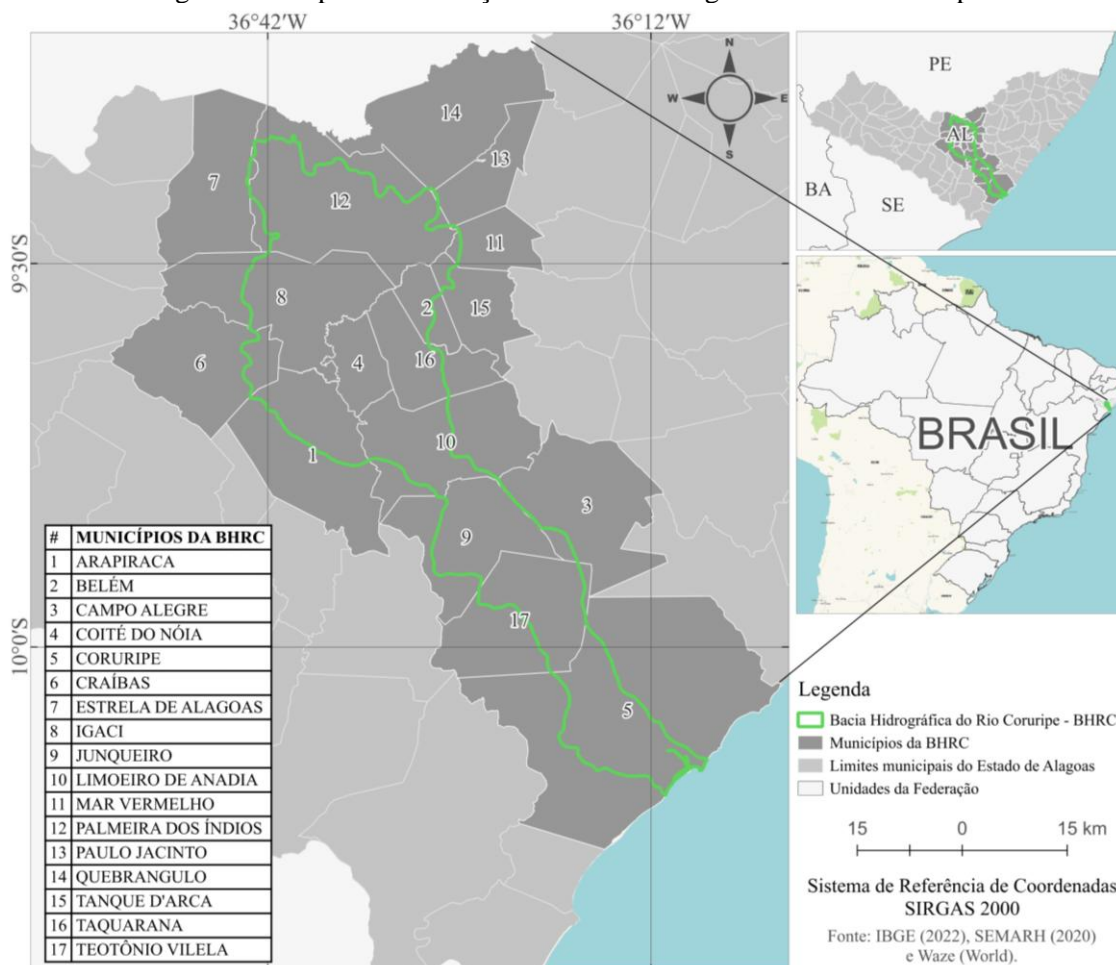 36°42'W
36°12'W
N
W
E
S
14
13
7
12
11
9°30'S
8
2
15
6
4
16
10
1
3
9
17
10°0'S
5
# MUNICÍPIOS DA BHRC
1 ARAPIRACA
2 BELÉM
3 CAMPO ALEGRE
4 COITÉ DO NÓIA
5 CORURIPE
6 CRAÍBAS
7 ESTRELA DE ALAGOAS
8 IGACI
9 JUNQUEIRO
10 LIMOEIRO DE ANADIA
11 MAR VERMELHO
12 PALMEIRA DOS ÍNDIOS
13 PAULO JACINTO
14 QUEBRANGULO
15 TANQUE D'ARCA
16 TAQUARANA
17 TEOTÔNIO VILELA
PE
AL
BA
SE
BRASIL
Legenda
Bacia Hidrográfica do Rio Coruripe - BHRC
Municípios da BHRC
Limites municipais do Estado de Alagoas
Unidades da Federação
15 0 15 km
Sistema de Referência de Coordenadas
SIRGAS 2000
Fonte: IBGE (2022), SEMARH (2020)
e Waze (World).